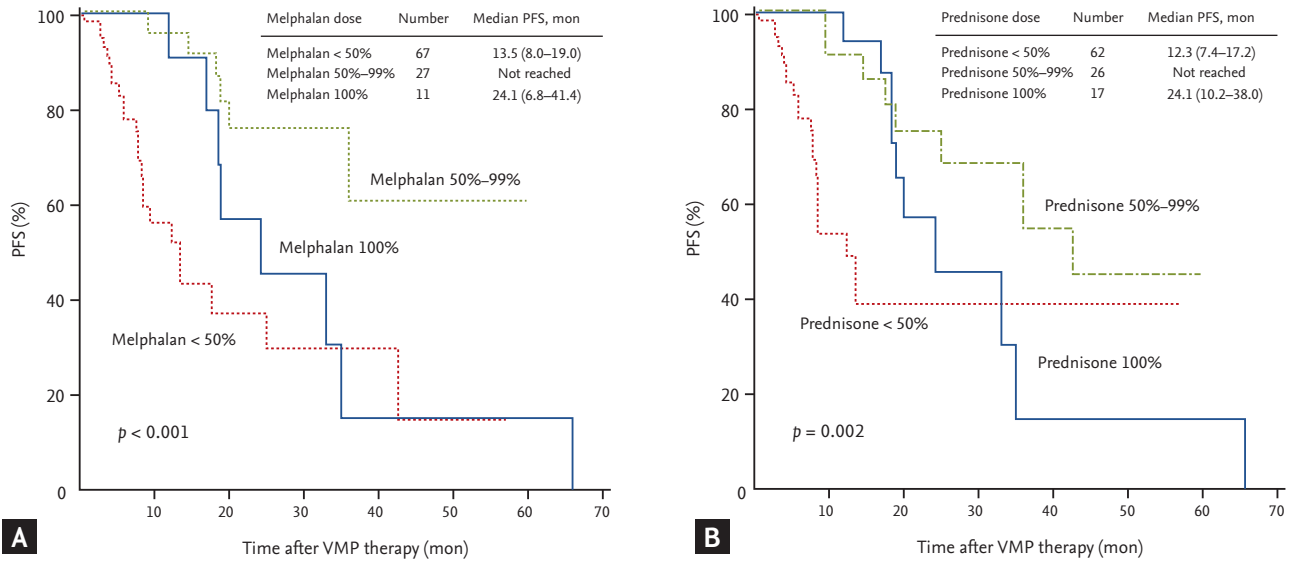 Melphalan dose Number Median PFS, mon
Melphalan < 50% 67 13.5 (8.0–19.0)
Melphalan 50%–99% 27 Not reached
Melphalan 100% 11 24.1 (6.8–41.4)
100
80
60
40
20
0
PFS (%)
Melphalan 50%–99%
Melphalan 100%
Melphalan < 50%
p < 0.001
10 20 30 40 50 60 70
Time after VMP therapy (mon)
A
Prednisone dose Number Median PFS, mon
Prednisone < 50% 62 12.3 (7.4–17.2)
Prednisone 50%–99% 26 Not reached
Prednisone 100% 17 24.1 (10.2–38.0)
100
80
60
40
20
0
PFS (%)
Prednisone 50%–99%
Prednisone < 50%
Prednisone 100%
p = 0.002
10 20 30 40 50 60 70
Time after VMP therapy (mon)
B